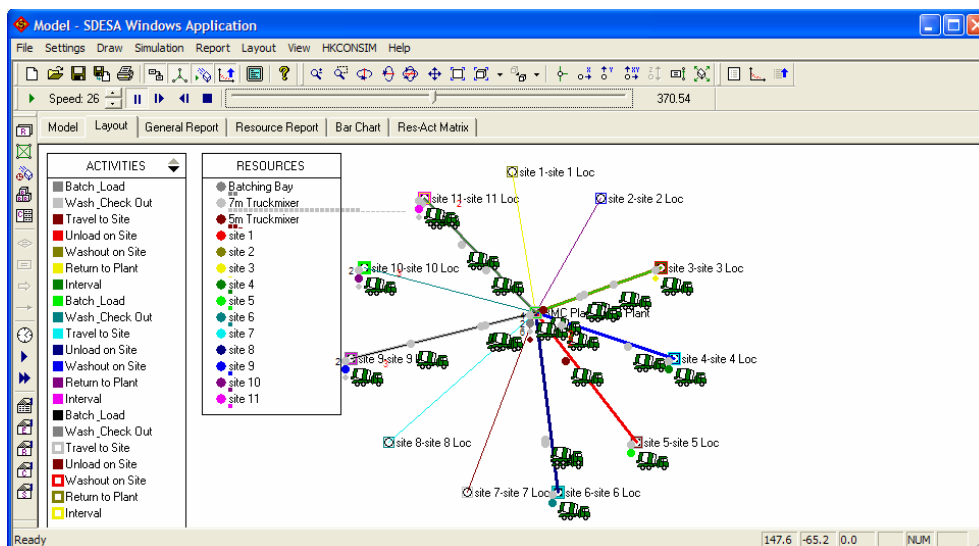 Model - SDESA Windows Application
File Settings Draw Simulation Report Layout View HKCONSIM Help
Speed: 26 370.54
Model Layout General Report Resource Report Bar Chart Res-Act Matrix
ACTIVITIES
Batch_Load
Wash_Check Out
Travel to Site
Unload on Site
Washout on Site
Return to Plant
Interval
Batch_Load
Wash_Check Out
Travel to Site
Unload on Site
Washout on Site
Return to Plant
Interval
Batch_Load
Wash_Check Out
Travel to Site
Unload on Site
Washout on Site
Return to Plant
Interval
RESOURCES
Batching Bay
7m Truckmixer
5m Truckmixer
site 1
site 2
site 3
site 4
site 5
site 6
site 7
site 8
site 9
site 10
site 11
site 1-site 1 Loc
site 11-site 11 Loc
2
site 2-site 2 Loc
2 site 10-site 10 Loc
site 3-site 3 Loc
Plant
2 site 9-site 9
site 4-site 4 Loc
site 8-site 8 Loc
site 5-site 5 Loc
site 7-site 7 Loc
site 6-site 6 Loc
Ready 147.6 -65.2 0.0 NUM